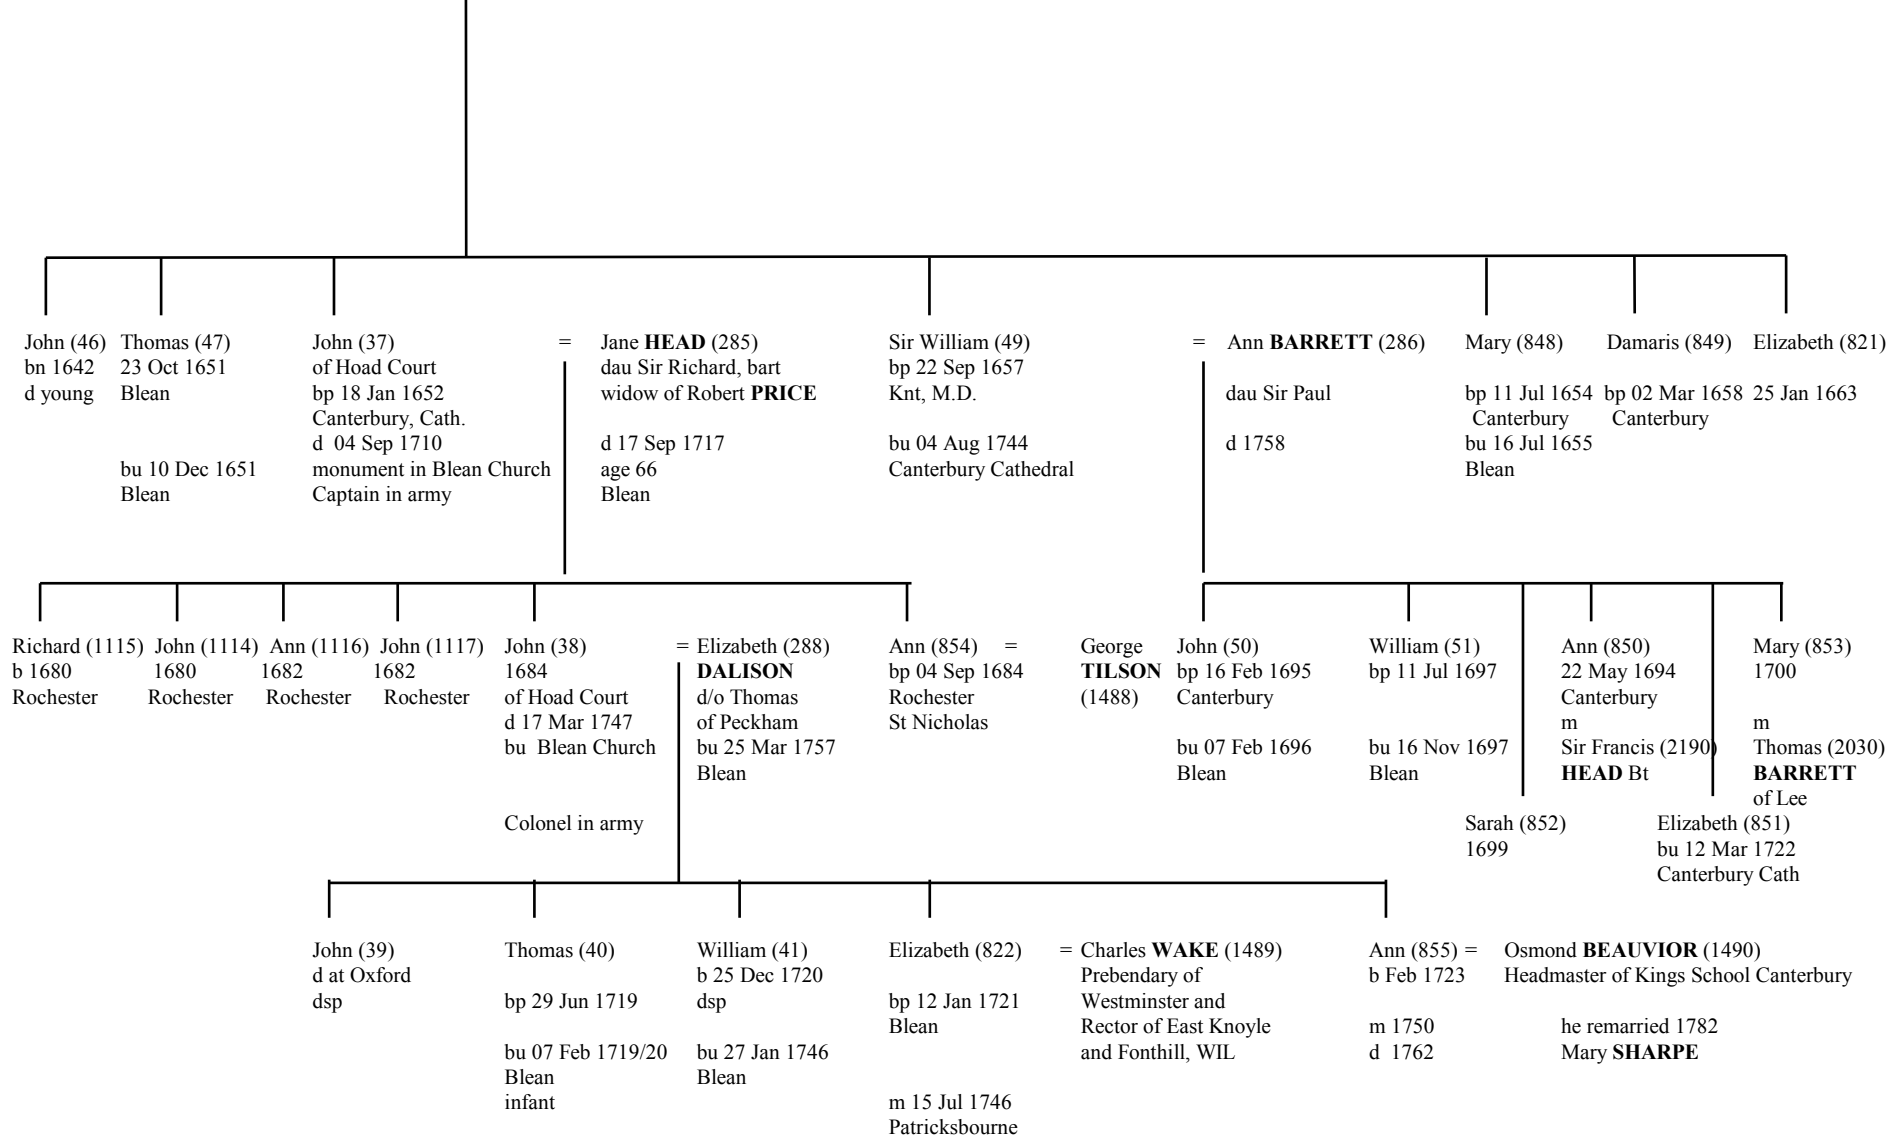 John (46)
bn 1642
d young
Thomas (47)
23 Oct 1651
Blean
bu 10 Dec 1651
Blean
John (37)
of Hoad Court
bp 18 Jan 1652
Canterbury, Cath.
d 04 Sep 1710
monument in Blean Church
Captain in army
=
Jane HEAD (285)
dau Sir Richard, bart
widow of Robert PRICE
d 17 Sep 1717
age 66
Blean
Sir William (49)
bp 22 Sep 1657
Knt, M.D.
bu 04 Aug 1744
Canterbury Cathedral
=
Ann BARRETT (286)
dau Sir Paul
d 1758
Mary (848)
bp 11 Jul 1654
Canterbury
bu 16 Jul 1655
Blean
Damaris (849)
bp 02 Mar 1658
Canterbury
Elizabeth (821)
25 Jan 1663
Richard (1115)
b 1680
Rochester
John (1114)
1680
Rochester
Ann (1116)
1682
Rochester
John (1117)
1682
Rochester
John (38)
1684
of Hoad Court
d 17 Mar 1747
bu Blean Church
Colonel in army
=
Elizabeth (288)
DALISON
d/o Thomas
of Peckham
bu 25 Mar 1757
Blean
Ann (854) =
bp 04 Sep 1684
Rochester
St Nicholas
George
TILSON
(1488)
John (50)
bp 16 Feb 1695
Canterbury
bu 07 Feb 1696
Blean
William (51)
bp 11 Jul 1697
bu 16 Nov 1697
Blean
Sarah (852)
1699
Ann (850)
22 May 1694
Canterbury
m
Sir Francis (2190)
HEAD Bt
Elizabeth (851)
bu 12 Mar 1722
Canterbury Cath
Mary (853)
1700
m
Thomas (2030)
BARRETT
of Lee
John (39)
d at Oxford
dsp
Thomas (40)
bp 29 Jun 1719
bu 07 Feb 1719/20
Blean
infant
William (41)
b 25 Dec 1720
dsp
bu 27 Jan 1746
Blean
Elizabeth (822)
bp 12 Jan 1721
Blean
m 15 Jul 1746
Patricksbourne
= Charles WAKE (1489)
Prebendary of
Westminster and
Rector of East Knoyle
and Fonthill, WIL
Ann (855) =
b Feb 1723
m 1750
d 1762
Osmond BEAUVIOR (1490)
Headmaster of Kings School Canterbury
he remarried 1782
Mary SHARPE